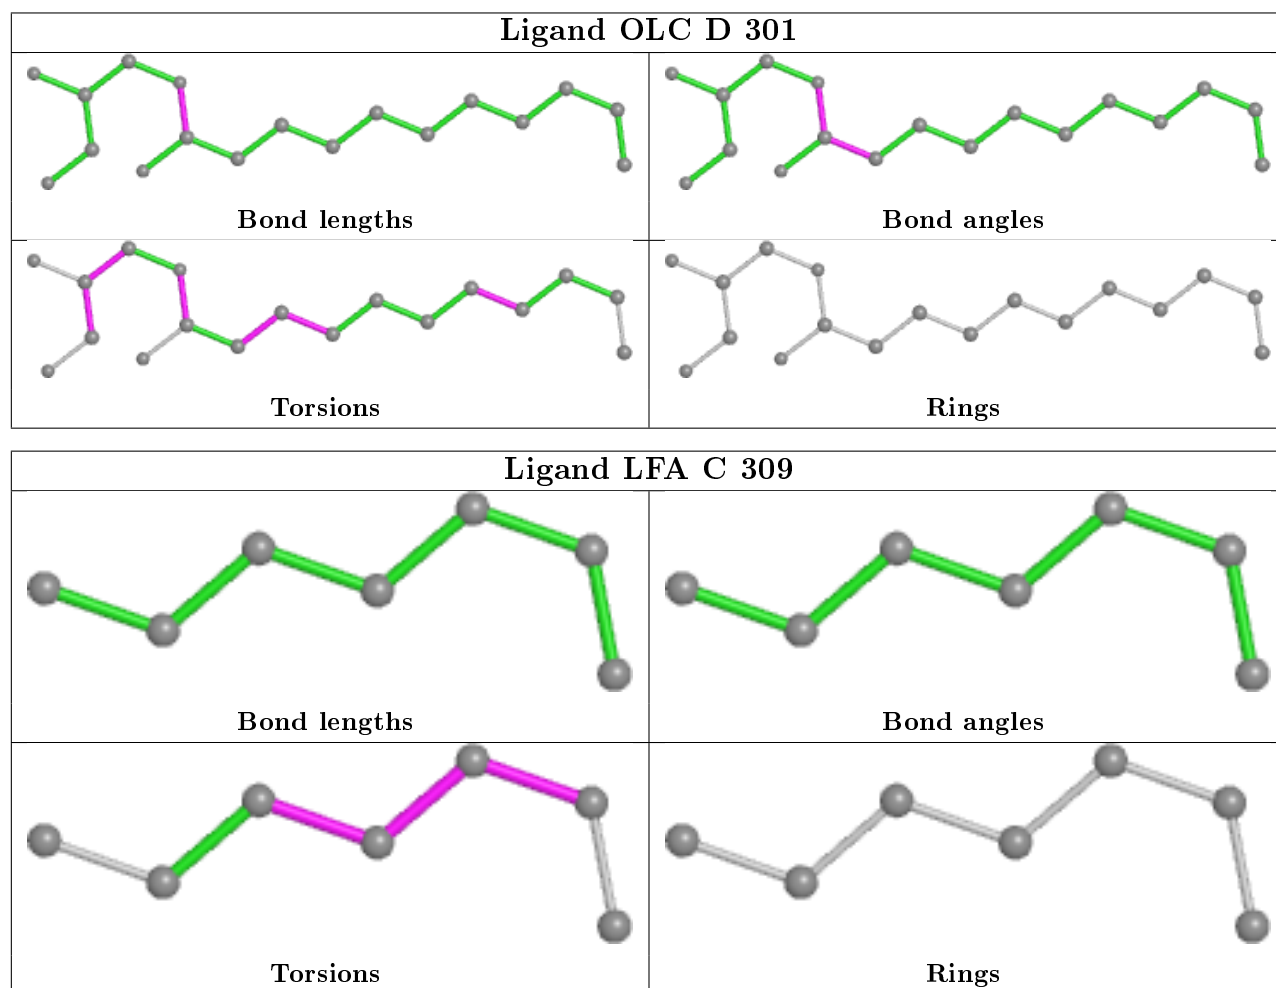 Ligand OLC D 301
Bond lengths
Bond angles
Torsions
Rings
Ligand LFA C 309
Bond lengths
Bond angles
Torsions
Rings